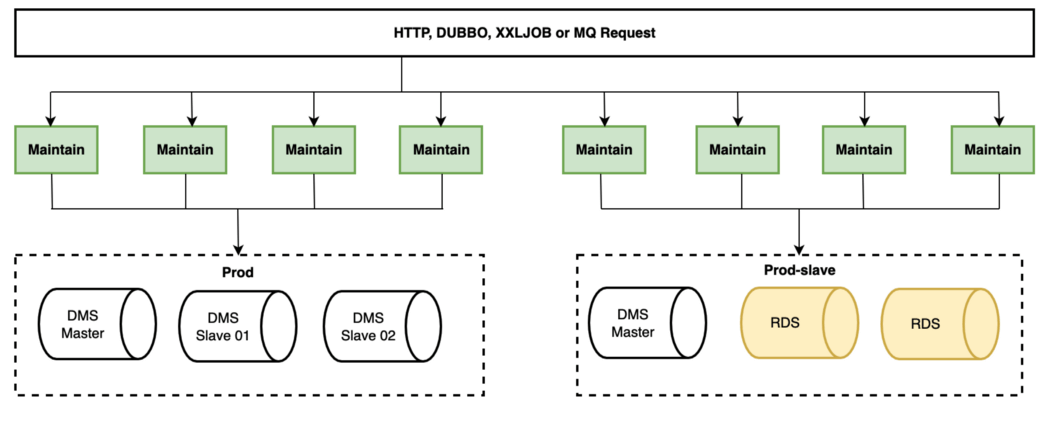 HTTP, DUBBO, XXLJOB or MQ Request
Maintain
Maintain
Maintain
Maintain
Maintain
Maintain
Maintain
Maintain
Prod
DMS
Master
DMS
Slave 01
DMS
Slave 02
Prod-slave
DMS
Master
RDS
RDS